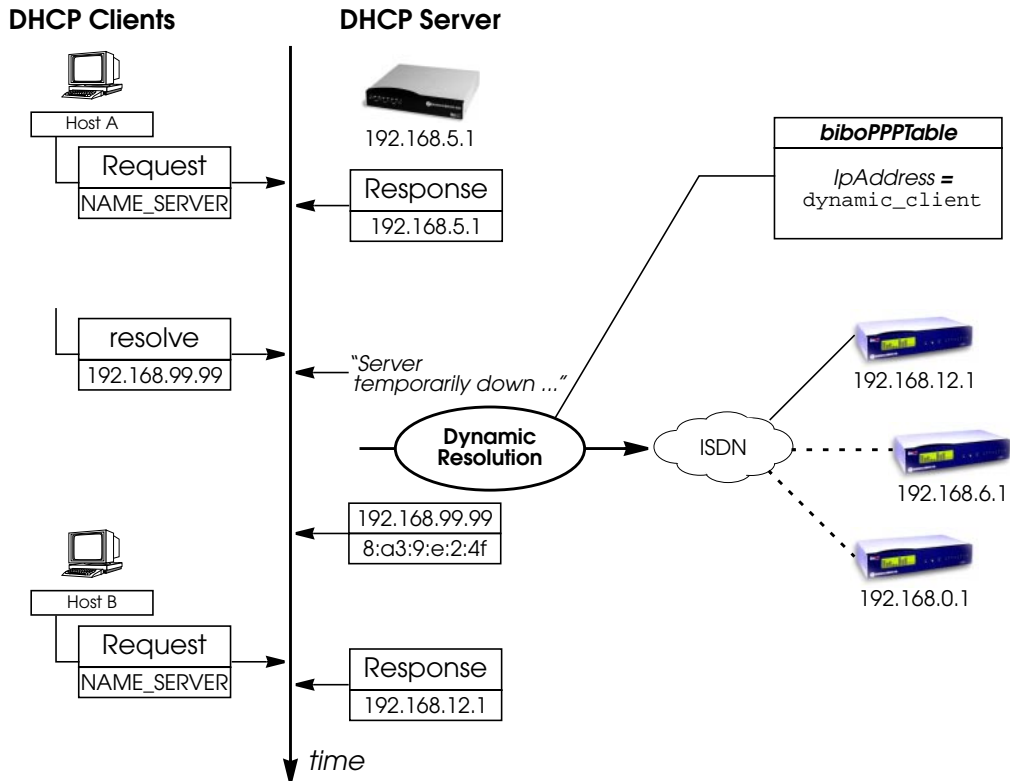 DHCP Clients
DHCP Server
Host A
192.168.5.1
Request
NAME_SERVER
Response
192.168.5.1
biboPPPTable
IpAddress =
dynamic_client
resolve
192.168.99.99
"Server
temporarily down ..."
Dynamic
Resolution
ISDN
192.168.12.1
192.168.6.1
192.168.0.1
192.168.99.99
8:a3:9:e:2:4f
Host B
Request
NAME_SERVER
Response
192.168.12.1
time